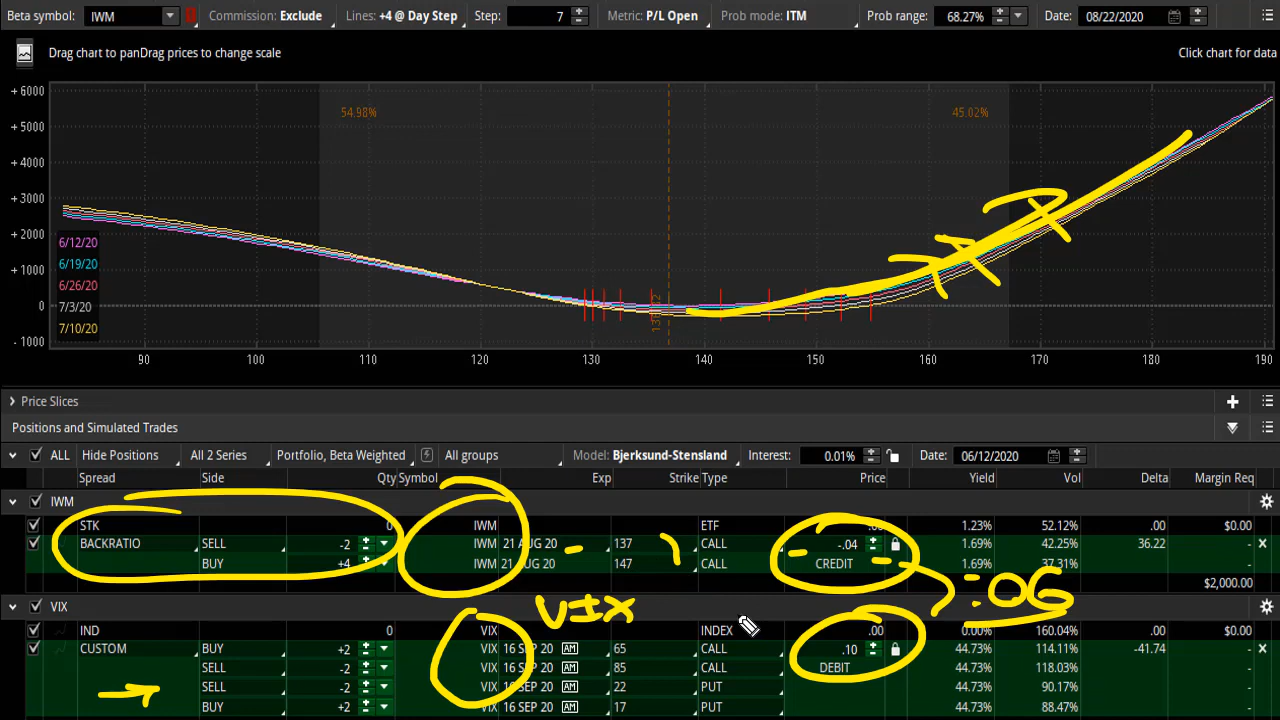 Beta symbol: IWM Commission: Exclude Lines: +4 @ Day Step Step: 7 Metric: P/L Open Prob mode: ITM Prob range: 68.27% Date: 08/22/2020
Drag chart to panDrag prices to change scale Click chart for data
+ 6000
+ 5000
+ 4000
+ 3000
+ 2000
+ 1000
0
- 1000
54.98% 45.02%
6/12/20
6/19/20
6/26/20
7/3/20
7/10/20
90 100 110 120 130 140 150 160 170 180 190
Price Slices
Positions and Simulated Trades
ALL Hide Positions All 2 Series Portfolio, Beta Weighted All groups Model: Bjerksund-Stensland Interest: 0.01% Date: 06/12/2020
Spread Side Qty Symbol Exp Strike Type Price Yield Vol Delta Margin Req
IWM
STK 0 IWM ETF .00 1.23% 52.12% .00 $0.00
BACKRATIO SELL -2 IWM 21 AUG 20 137 CALL -.04 1.69% 42.25% 36.22 - X
BUY +4 IWM 21 AUG 20 147 CALL CREDIT 1.69% 37.31%
$2,000.00
- .06
VIX
VIX
IND 0 VIX INDEX .00 0.00% 160.04% .00 $0.00
CUSTOM BUY +2 VIX 16 SEP 20 AM 65 CALL .10 44.73% 114.11% -41.74 - X
SELL -2 VIX 16 SEP 20 AM 85 CALL DEBIT 44.73% 118.03% -
SELL -2 VIX 16 SEP 20 AM 22 PUT 44.73% 90.17% -
BUY +2 VIX 16 SEP 20 AM 17 PUT 44.73% 88.47% -